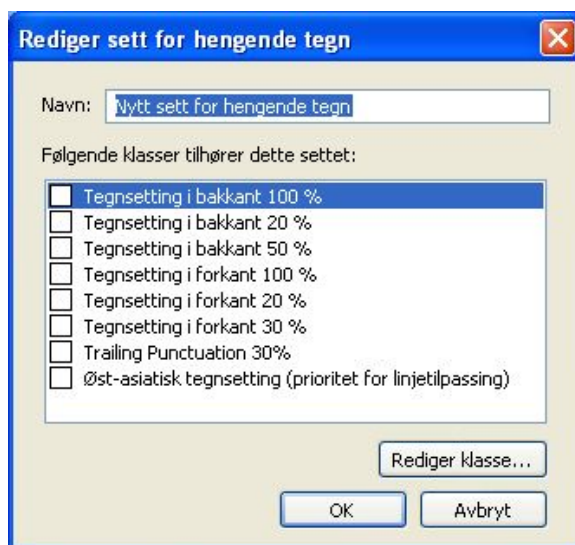 Rediger sett for hengende tegn
Navn: Nytt sett for hengende tegn
Følgende klasser tilhører dette settet:
Tegnsetting i bakkant 100 %
Tegnsetting i bakkant 20 %
Tegnsetting i bakkant 50 %
Tegnsetting i forkant 100 %
Tegnsetting i forkant 20 %
Tegnsetting i forkant 30 %
Trailing Punctuation 30%
Øst-asiatisk tegnsetting (prioritet for linjetilpassing)
Rediger klasse...
OK Avbryt